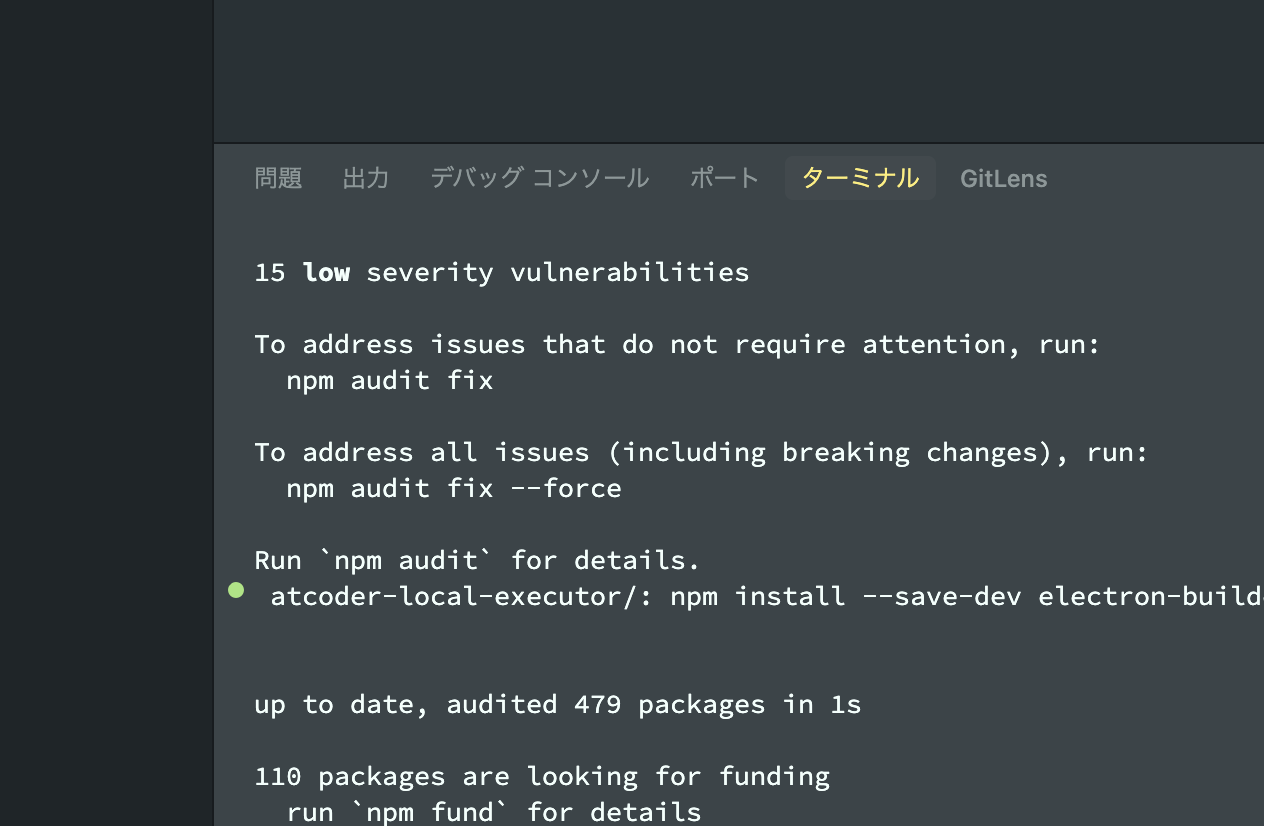 問題 出力 デバッグ コンソール ポート ターミナル GitLens
15 low severity vulnerabilities
To address issues that do not require attention, run:
npm audit fix
To address all issues (including breaking changes), run:
npm audit fix --force
Run `npm audit` for details.
atcoder-local-executor/: npm install --save-dev electron-build
up to date, audited 479 packages in 1s
110 packages are looking for funding
run `npm fund` for details